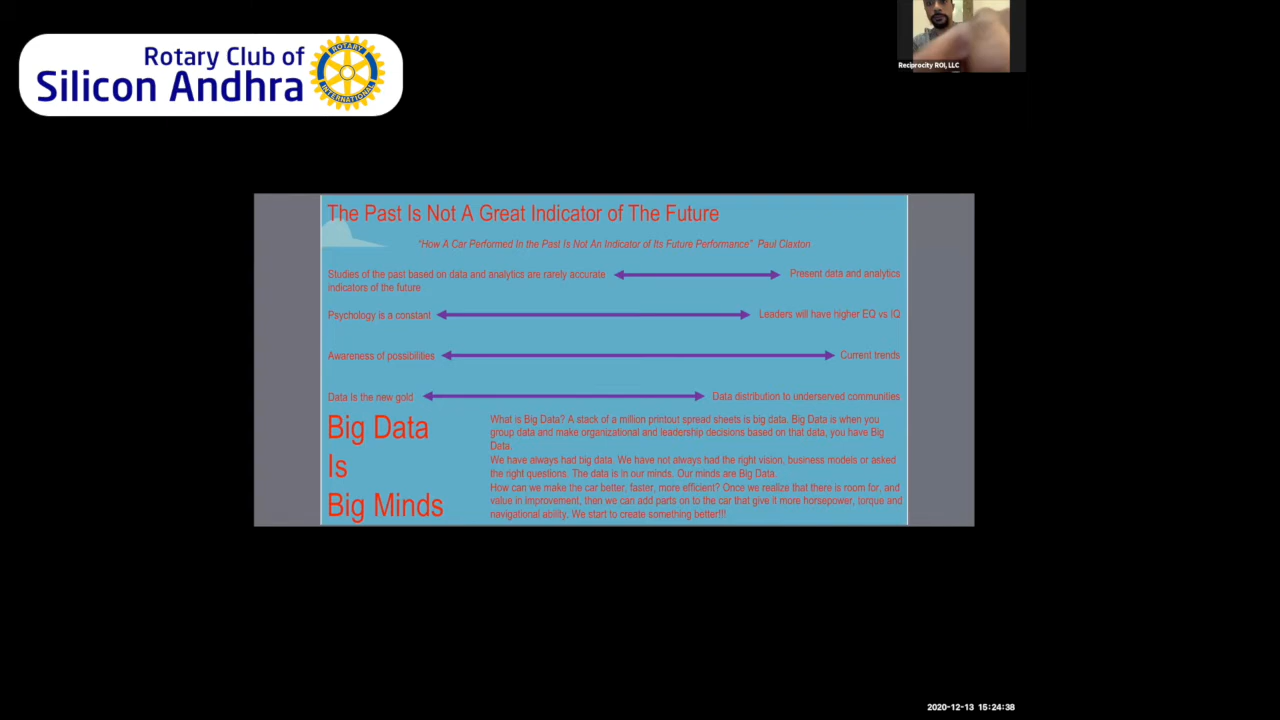 Rotary Club of
Silicon Andhra
ROTARY
INTERNATIONAL
Reciprocity ROI, LLC
The Past Is Not A Great Indicator of The Future
"How A Car Performed In the Past Is Not An Indicator of Its Future Performance" Paul Claxton
Studies of the past based on data and analytics are rarely accurate
indicators of the future
Present data and analytics
Psychology is a constant
Leaders will have higher EQ vs IQ
Awareness of possibilities
Current trends
Data is the new gold
Data distribution to underserved communities
Big Data
Is
Big Minds
What is Big Data? A stack of a million printout spread sheets is big data. Big Data is when you
group data and make organizational and leadership decisions based on that data, you have Big
Data.
We have always had big data. We have not always had the right vision, business models or asked
the right questions. The data is in our minds. Our minds are Big Data.
How can we make the car better, faster, more efficient? Once we realize that there is room for, and
value in improvement, then we can add parts on to the car that give it more horsepower, torque and
navigational ability. We start to create something better!!!
2020-12-13 15:24:38